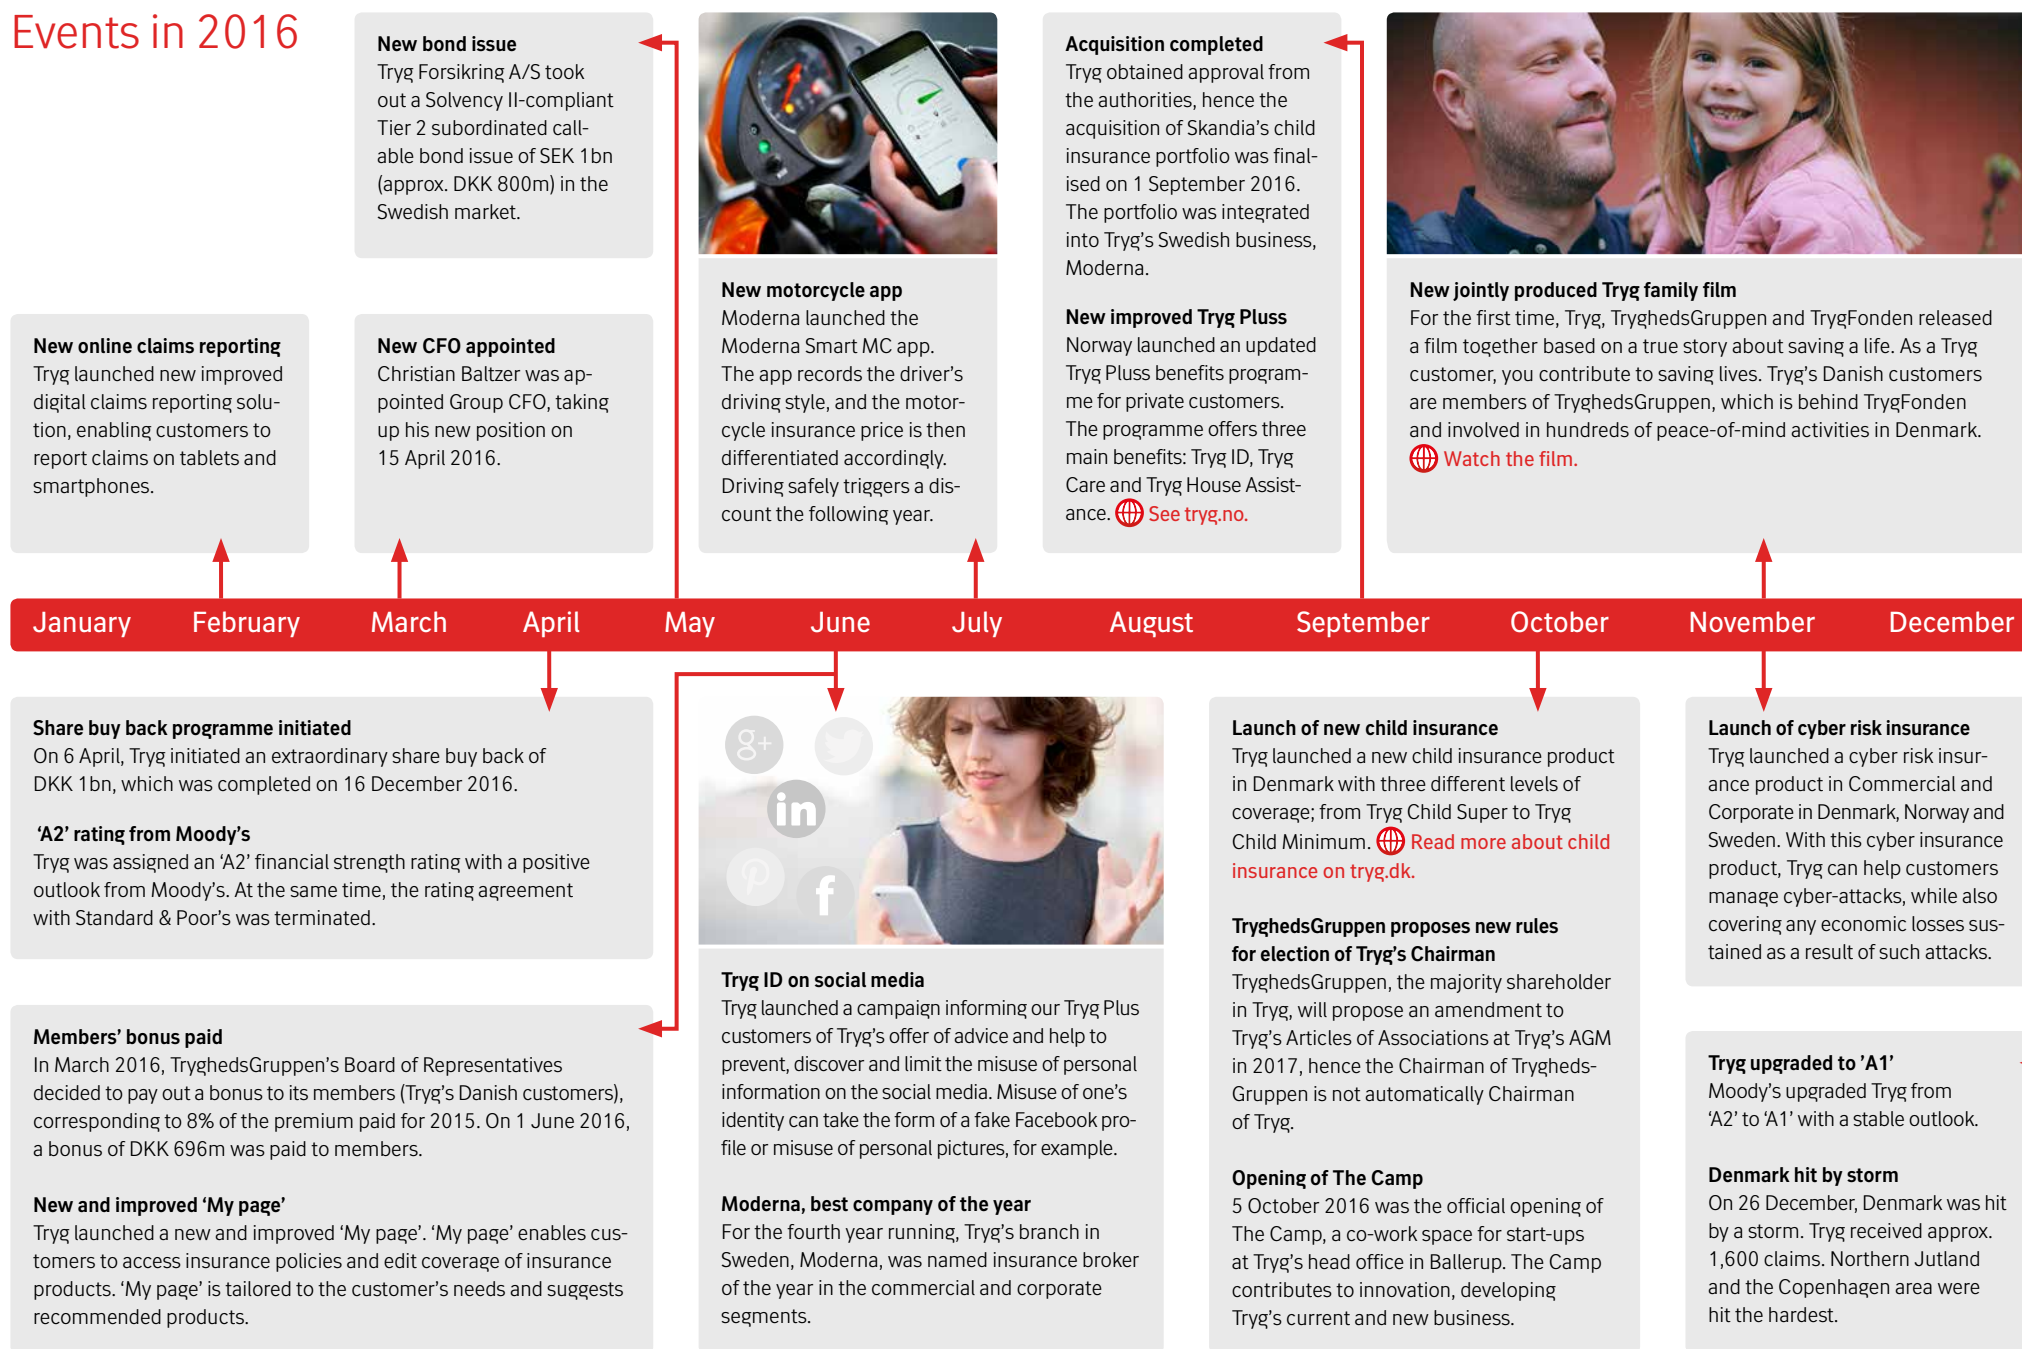 Events in 2016
New bond issue
Tryg Forsikring A/S took
out a Solvency II-compliant
Tier 2 subordinated call-
able bond issue of SEK 1bn
(approx. DKK 800m) in the
Swedish market.
New online claims reporting
Tryg launched new improved
digital claims reporting solu-
tion, enabling customers to
report claims on tablets and
smartphones.
New CFO appointed
Christian Baltzer was ap-
pointed Group CFO, taking
up his new position on
15 April 2016.
New motorcycle app
Moderna launched the
Moderna Smart MC app.
The app records the driver's
driving style, and the motor-
cycle insurance price is then
differentiated accordingly.
Driving safely triggers a dis-
count the following year.
Acquisition completed
Tryg obtained approval from
the authorities, hence the
acquisition of Skandia's child
insurance portfolio was final-
ised on 1 September 2016.
The portfolio was integrated
into Tryg's Swedish business,
Moderna.
New improved Tryg Pluss
Norway launched an updated
Tryg Pluss benefits program-
me for private customers.
The programme offers three
main benefits: Tryg ID, Tryg
Care and Tryg House Assist-
ance. See tryg.no.
New jointly produced Tryg family film
For the first time, Tryg, TryghedsGruppen and TrygFonden released
a film together based on a true story about saving a life. As a Tryg
customer, you contribute to saving lives. Tryg's Danish customers
are members of TryghedsGruppen, which is behind TrygFonden
and involved in hundreds of peace-of-mind activities in Denmark.
Watch the film.
January February March April May June July August September October November December
Share buy back programme initiated
On 6 April, Tryg initiated an extraordinary share buy back of
DKK 1bn, which was completed on 16 December 2016.
'A2' rating from Moody's
Tryg was assigned an 'A2' financial strength rating with a positive
outlook from Moody's. At the same time, the rating agreement
with Standard & Poor's was terminated.
Members' bonus paid
In March 2016, TryghedsGruppen's Board of Representatives
decided to pay out a bonus to its members (Tryg's Danish customers),
corresponding to 8% of the premium paid for 2015. On 1 June 2016,
a bonus of DKK 696m was paid to members.
New and improved 'My page'
Tryg launched a new and improved 'My page'. 'My page' enables cus-
tomers to access insurance policies and edit coverage of insurance
products. 'My page' is tailored to the customer's needs and suggests
recommended products.
g+
in
f
Tryg ID on social media
Tryg launched a campaign informing our Tryg Plus
customers of Tryg's offer of advice and help to
prevent, discover and limit the misuse of personal
information on the social media. Misuse of one's
identity can take the form of a fake Facebook pro-
file or misuse of personal pictures, for example.
Moderna, best company of the year
For the fourth year running, Tryg's branch in
Sweden, Moderna, was named insurance broker
of the year in the commercial and corporate
segments.
Launch of new child insurance
Tryg launched a new child insurance product
in Denmark with three different levels of
coverage; from Tryg Child Super to Tryg
Child Minimum. Read more about child
insurance on tryg.dk.
TryghedsGruppen proposes new rules
for election of Tryg's Chairman
TryghedsGruppen, the majority shareholder
in Tryg, will propose an amendment to
Tryg's Articles of Associations at Tryg's AGM
in 2017, hence the Chairman of Trygheds-
Gruppen is not automatically Chairman
of Tryg.
Opening of The Camp
5 October 2016 was the official opening of
The Camp, a co-work space for start-ups
at Tryg's head office in Ballerup. The Camp
contributes to innovation, developing
Tryg's current and new business.
Launch of cyber risk insurance
Tryg launched a cyber risk insur-
ance product in Commercial and
Corporate in Denmark, Norway and
Sweden. With this cyber insurance
product, Tryg can help customers
manage cyber-attacks, while also
covering any economic losses sus-
tained as a result of such attacks.
Tryg upgraded to 'A1'
Moody's upgraded Tryg from
'A2' to 'A1' with a stable outlook.
Denmark hit by storm
On 26 December, Denmark was hit
by a storm. Tryg received approx.
1,600 claims. Northern Jutland
and the Copenhagen area were
hit the hardest.